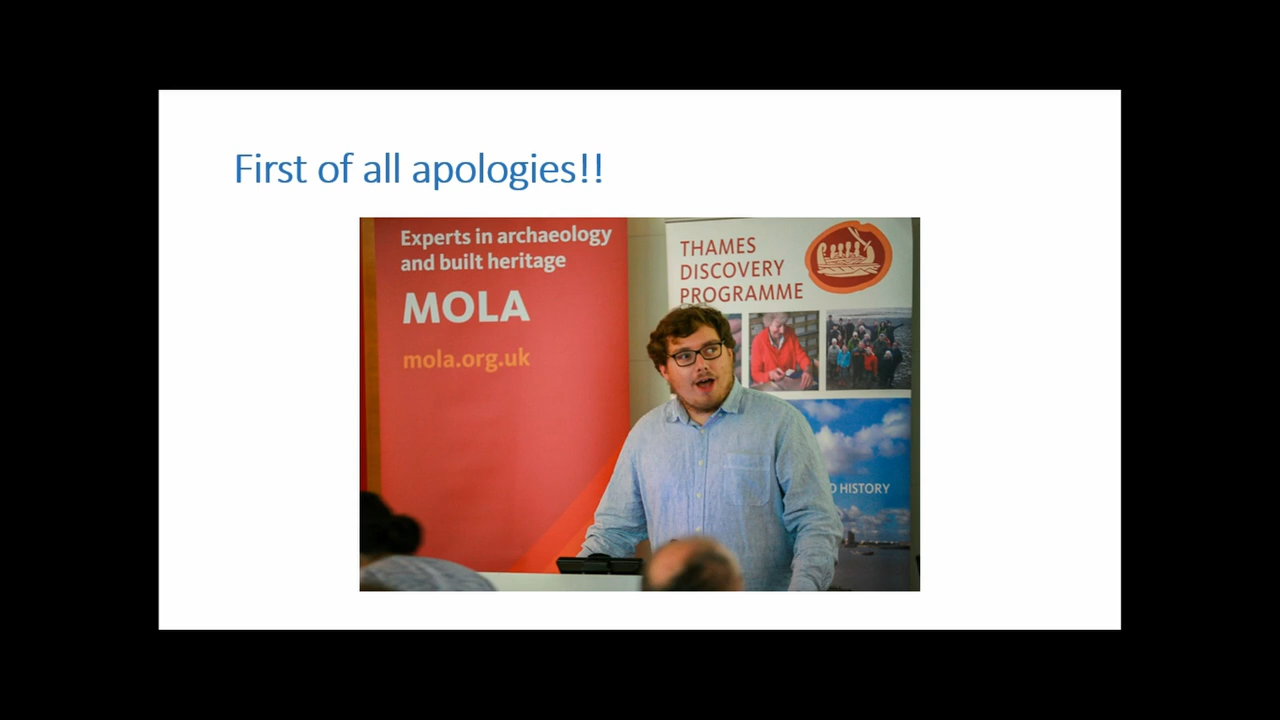 First of all apologies!!
Experts in archaeology
and built heritage
MOLA
mola.org.uk
THAMES
DISCOVERY
PROGRAMME
HISTORY